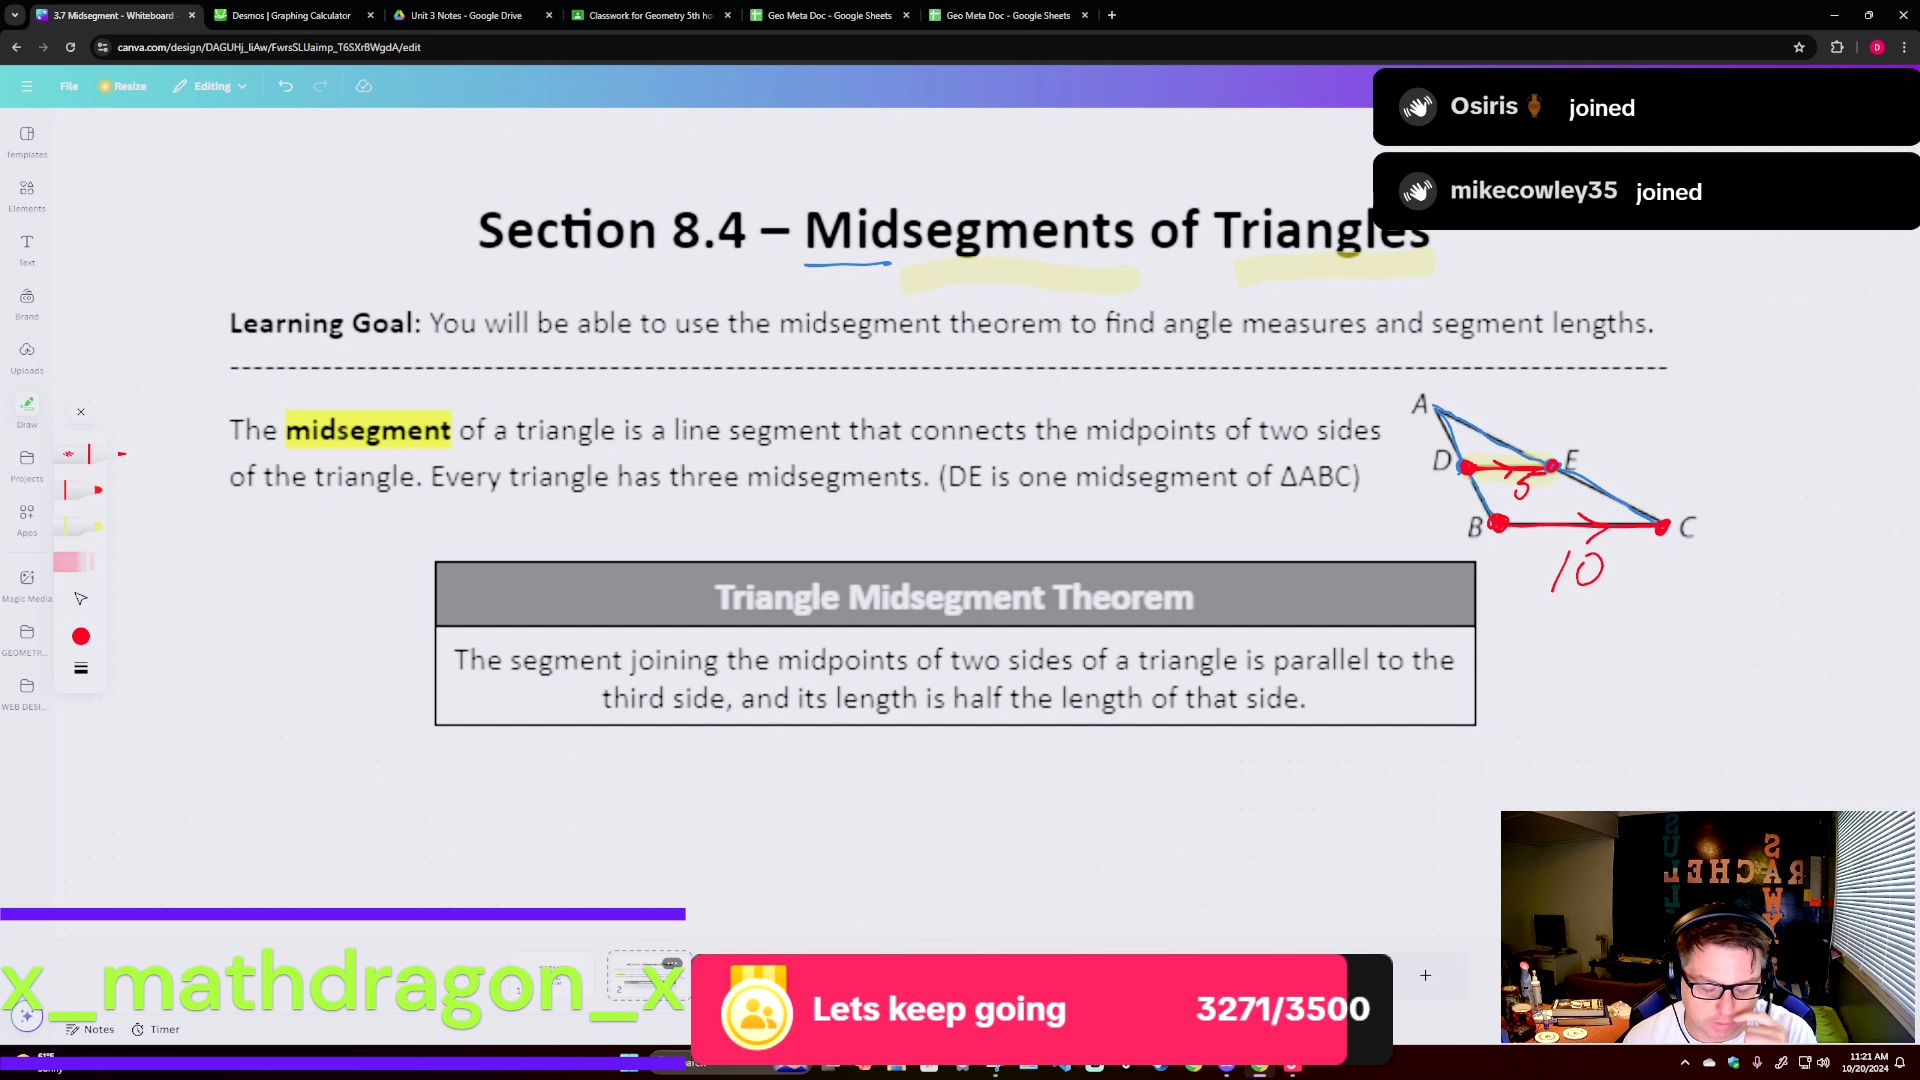 3.7 Midsegment - Whiteboard
Desmos | Graphing Calculator
Unit 3 Notes - Google Drive
Classwork for Geometry 5th ho
Geo Meta Doc - Google Sheets
Geo Meta Doc - Google Sheets
canva.com/design/DAGUHj_liAw/FwrsSLUaimp_T6SXrBWgdA/edit
D
File
Resize
Editing
Osiris joined
mikecowley35 joined
Templates
Elements
Text
Brand
Uploads
Draw
Projects
Apps
Magic Media
GEOMETR...
WEB DESI...
Section 8.4 – Midsegments of Triangles
Learning Goal: You will be able to use the midsegment theorem to find angle measures and segment lengths.
The midsegment of a triangle is a line segment that connects the midpoints of two sides
of the triangle. Every triangle has three midsegments. (DE is one midsegment of ΔABC)
A
D
E
5
B
C
10
Triangle Midsegment Theorem
The segment joining the midpoints of two sides of a triangle is parallel to the
third side, and its length is half the length of that side.
x_mathdragon_x
1
2
Lets keep going 3271/3500
Notes
Timer
61°F
Sunny
11:21 AM
10/20/2024